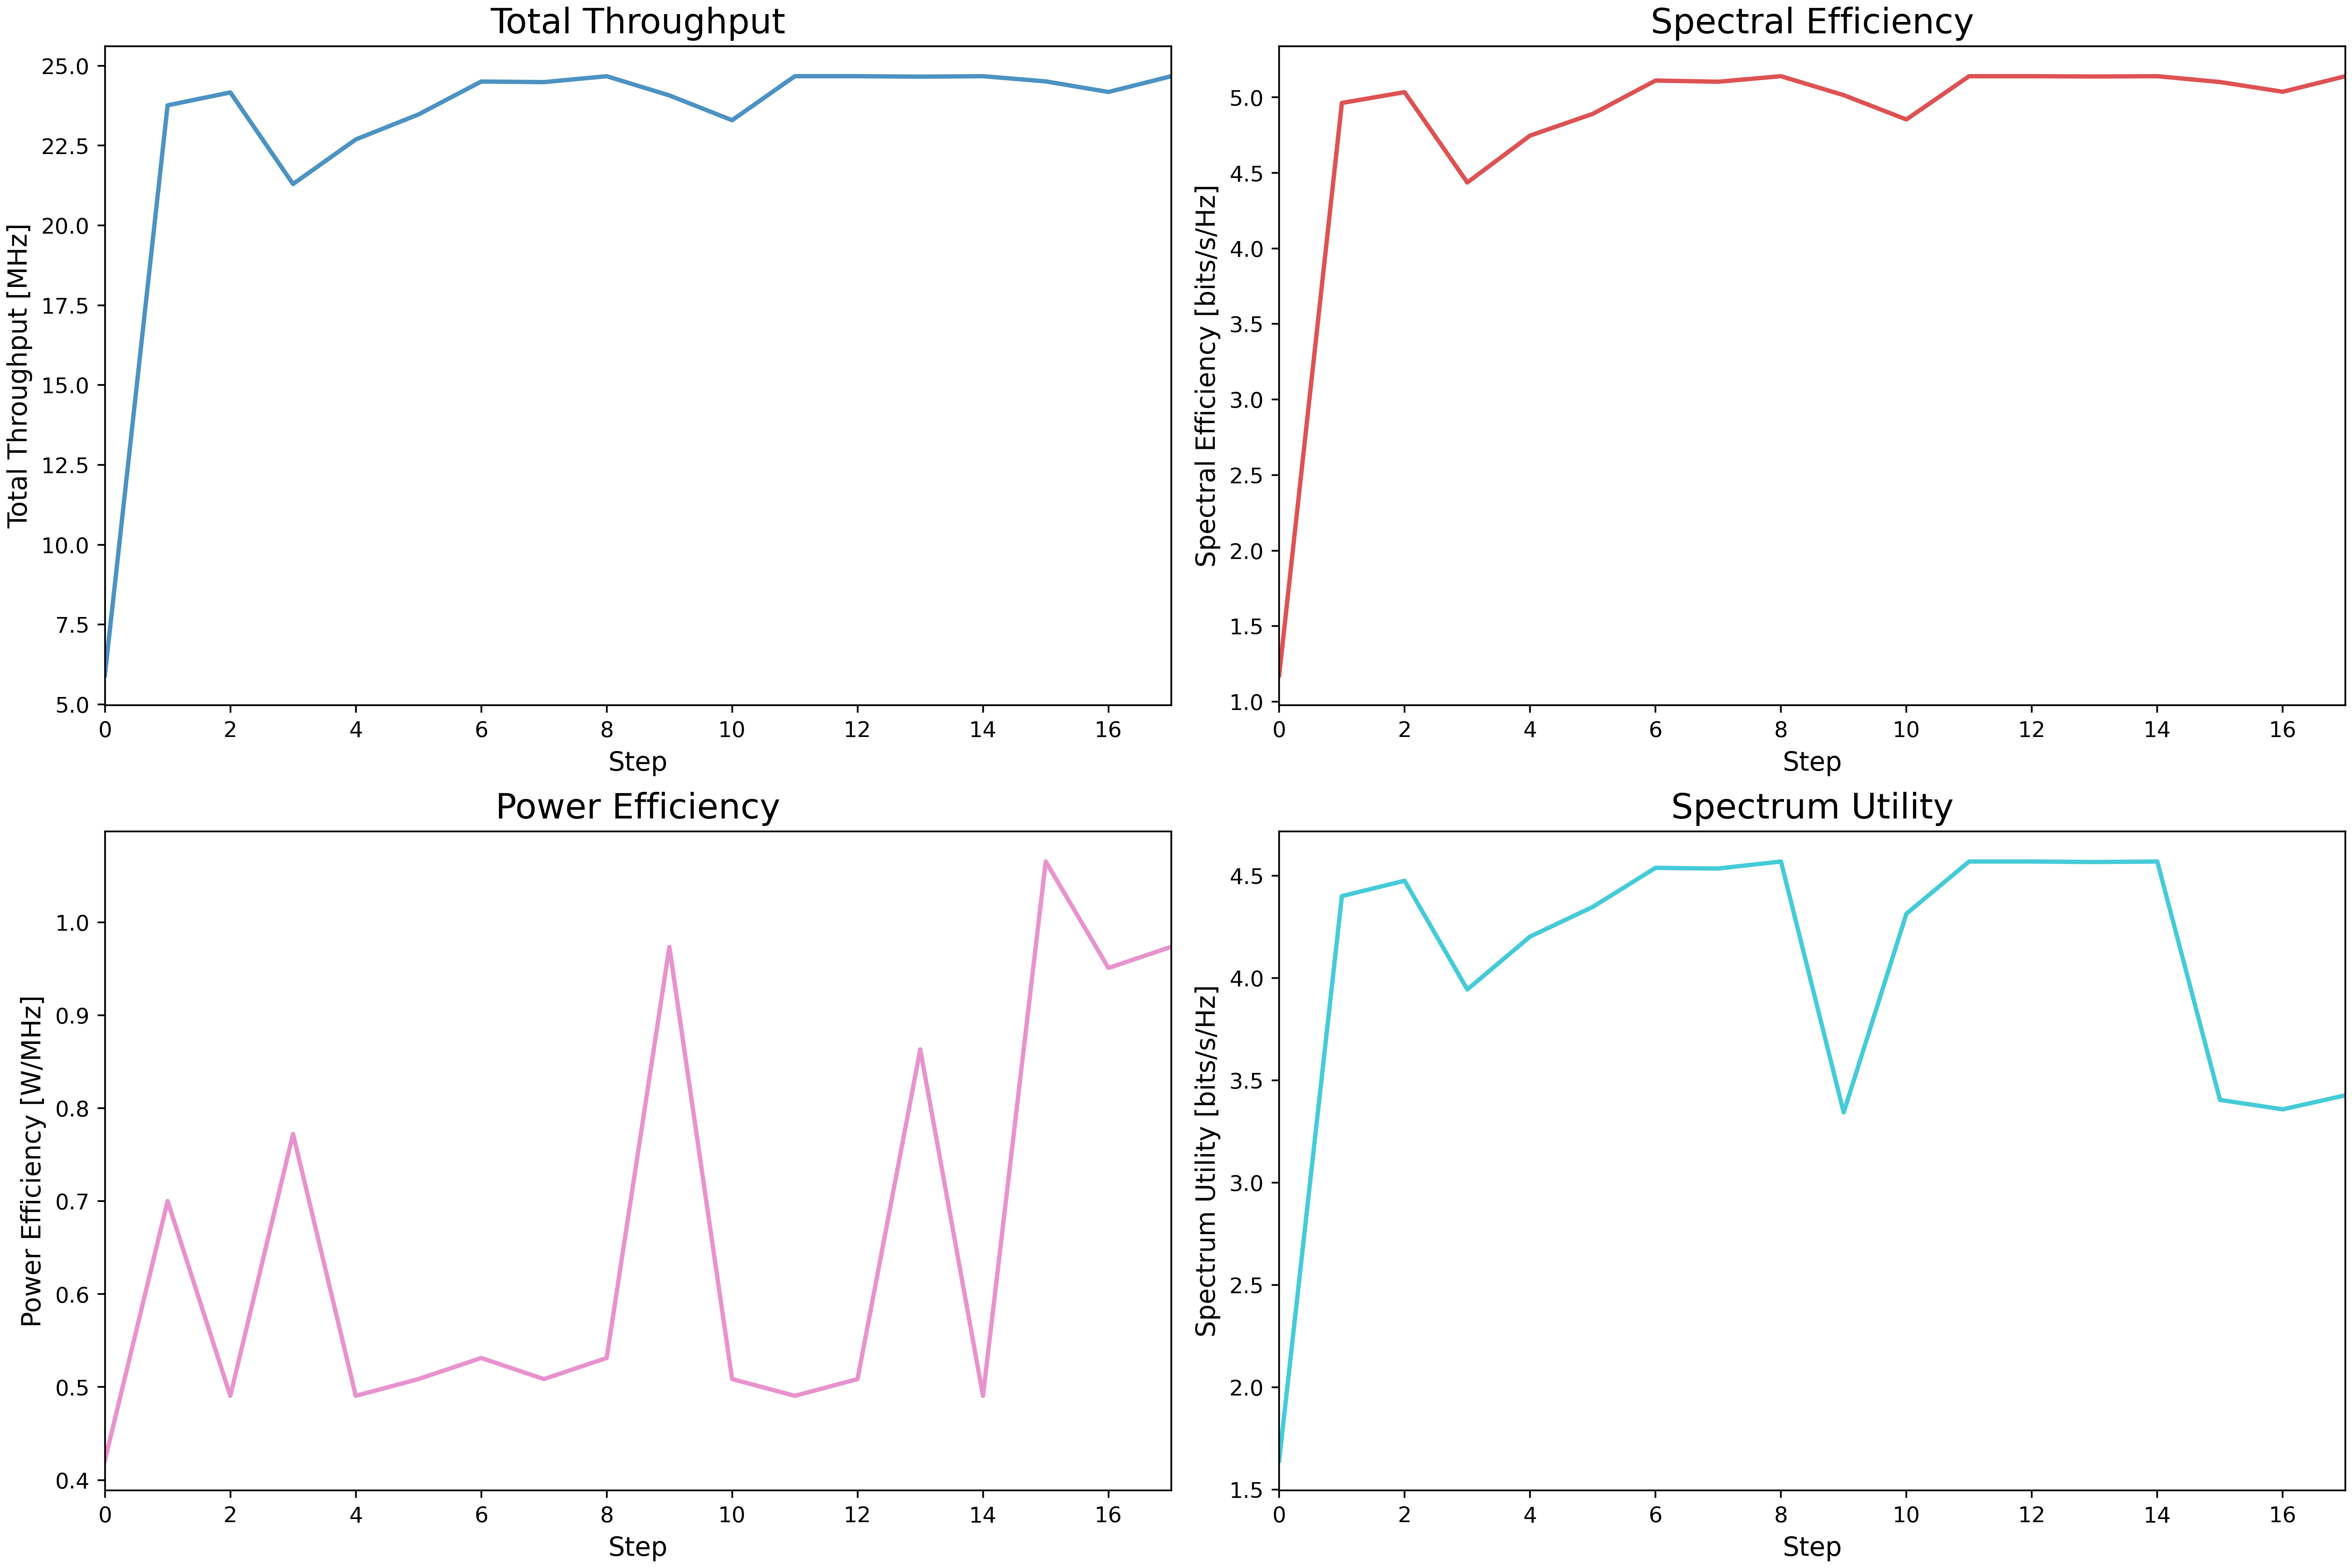 Total Throughput
Total Throughput [MHz]
25.0
22.5
20.0
17.5
15.0
12.5
10.0
7.5
5.0
0 2 4 6 8 10 12 14 16
Step
Spectral Efficiency
Spectral Efficiency [bits/s/Hz]
5.0
4.5
4.0
3.5
3.0
2.5
2.0
1.5
1.0
0 2 4 6 8 10 12 14 16
Step
Power Efficiency
Power Efficiency [W/MHz]
1.0
0.9
0.8
0.7
0.6
0.5
0.4
0 2 4 6 8 10 12 14 16
Step
Spectrum Utility
Spectrum Utility [bits/s/Hz]
4.5
4.0
3.5
3.0
2.5
2.0
1.5
0 2 4 6 8 10 12 14 16
Step